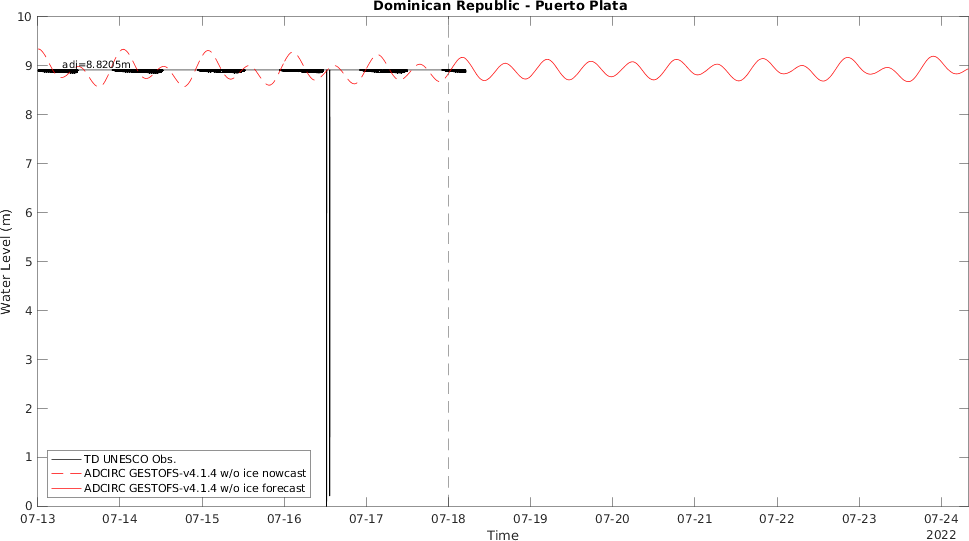 Dominican Republic - Puerto Plata
10
9
8
7
6
5
4
3
2
1
0
Water Level (m)
adj=8.8205m
TD UNESCO Obs.
ADCIRC GESTOFS-v4.1.4 w/o ice nowcast
ADCIRC GESTOFS-v4.1.4 w/o ice forecast
07-13 07-14 07-15 07-16 07-17 07-18 07-19 07-20 07-21 07-22 07-23 07-24
Time
2022